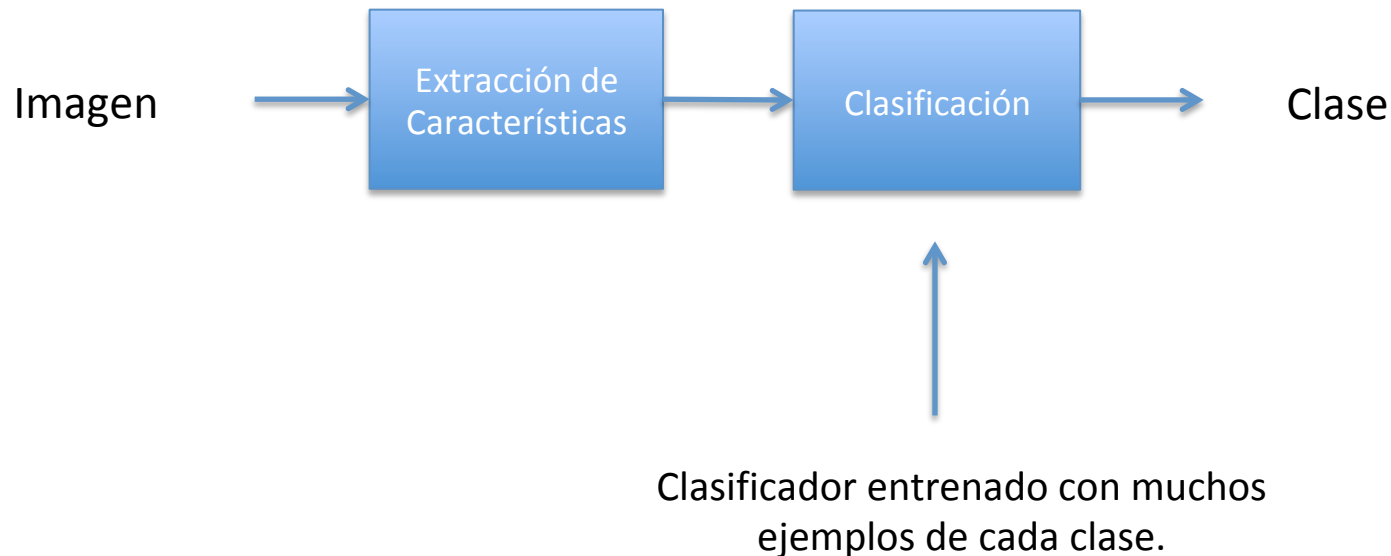 Imagen
Extracción de
Características
Clasificación
Clase
Clasificador entrenado con muchos
ejemplos de cada clase.